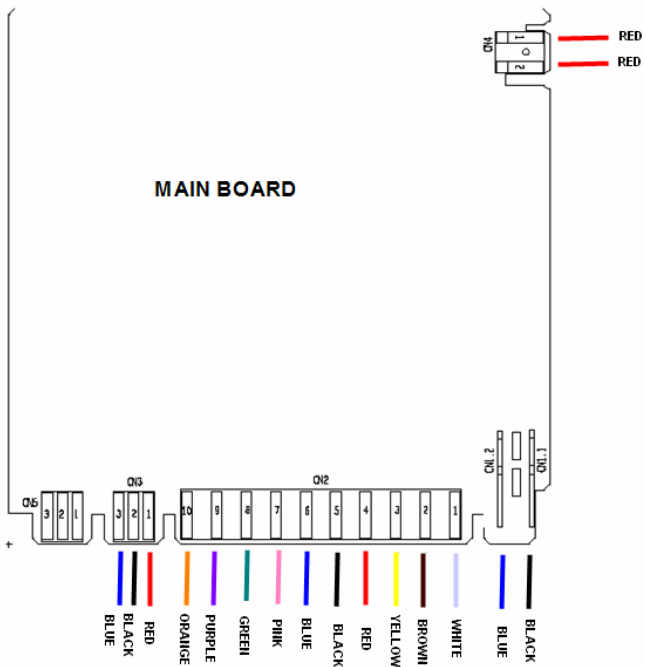 RED
CN4
1
2
RED
MAIN BOARD
CN1.2
CN1.1
CN5
3 2 1
CN3
3 2 1
CN2
10 9 8 7 6 5 4 3 2 1
+
BLUE
BLACK
RED
ORANGE
PURPLE
GREEN
PINK
BLUE
BLACK
RED
YELLOW
BROWN
WHITE
BLUE
BLACK